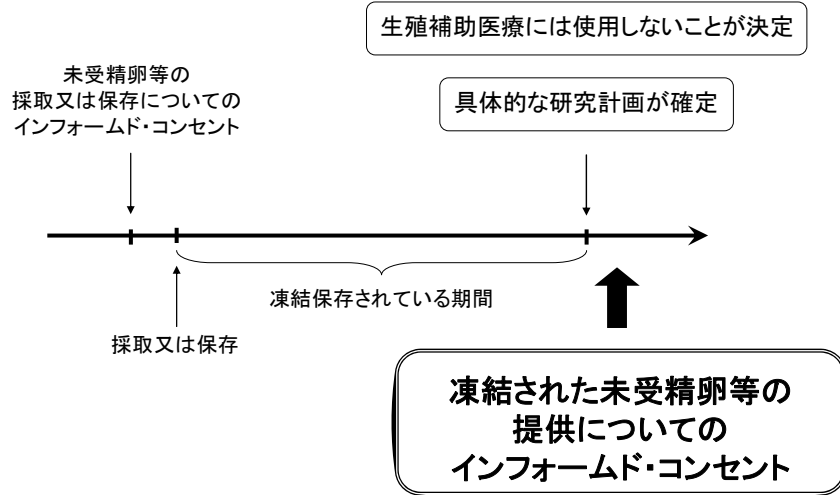 生殖補助医療には使用しないことが決定
未受精卵等の
採取又は保存についての
インフォームド・コンセント
具体的な研究計画が確定
凍結保存されている期間
採取又は保存
凍結された未受精卵等の
提供についての
インフォームド・コンセント